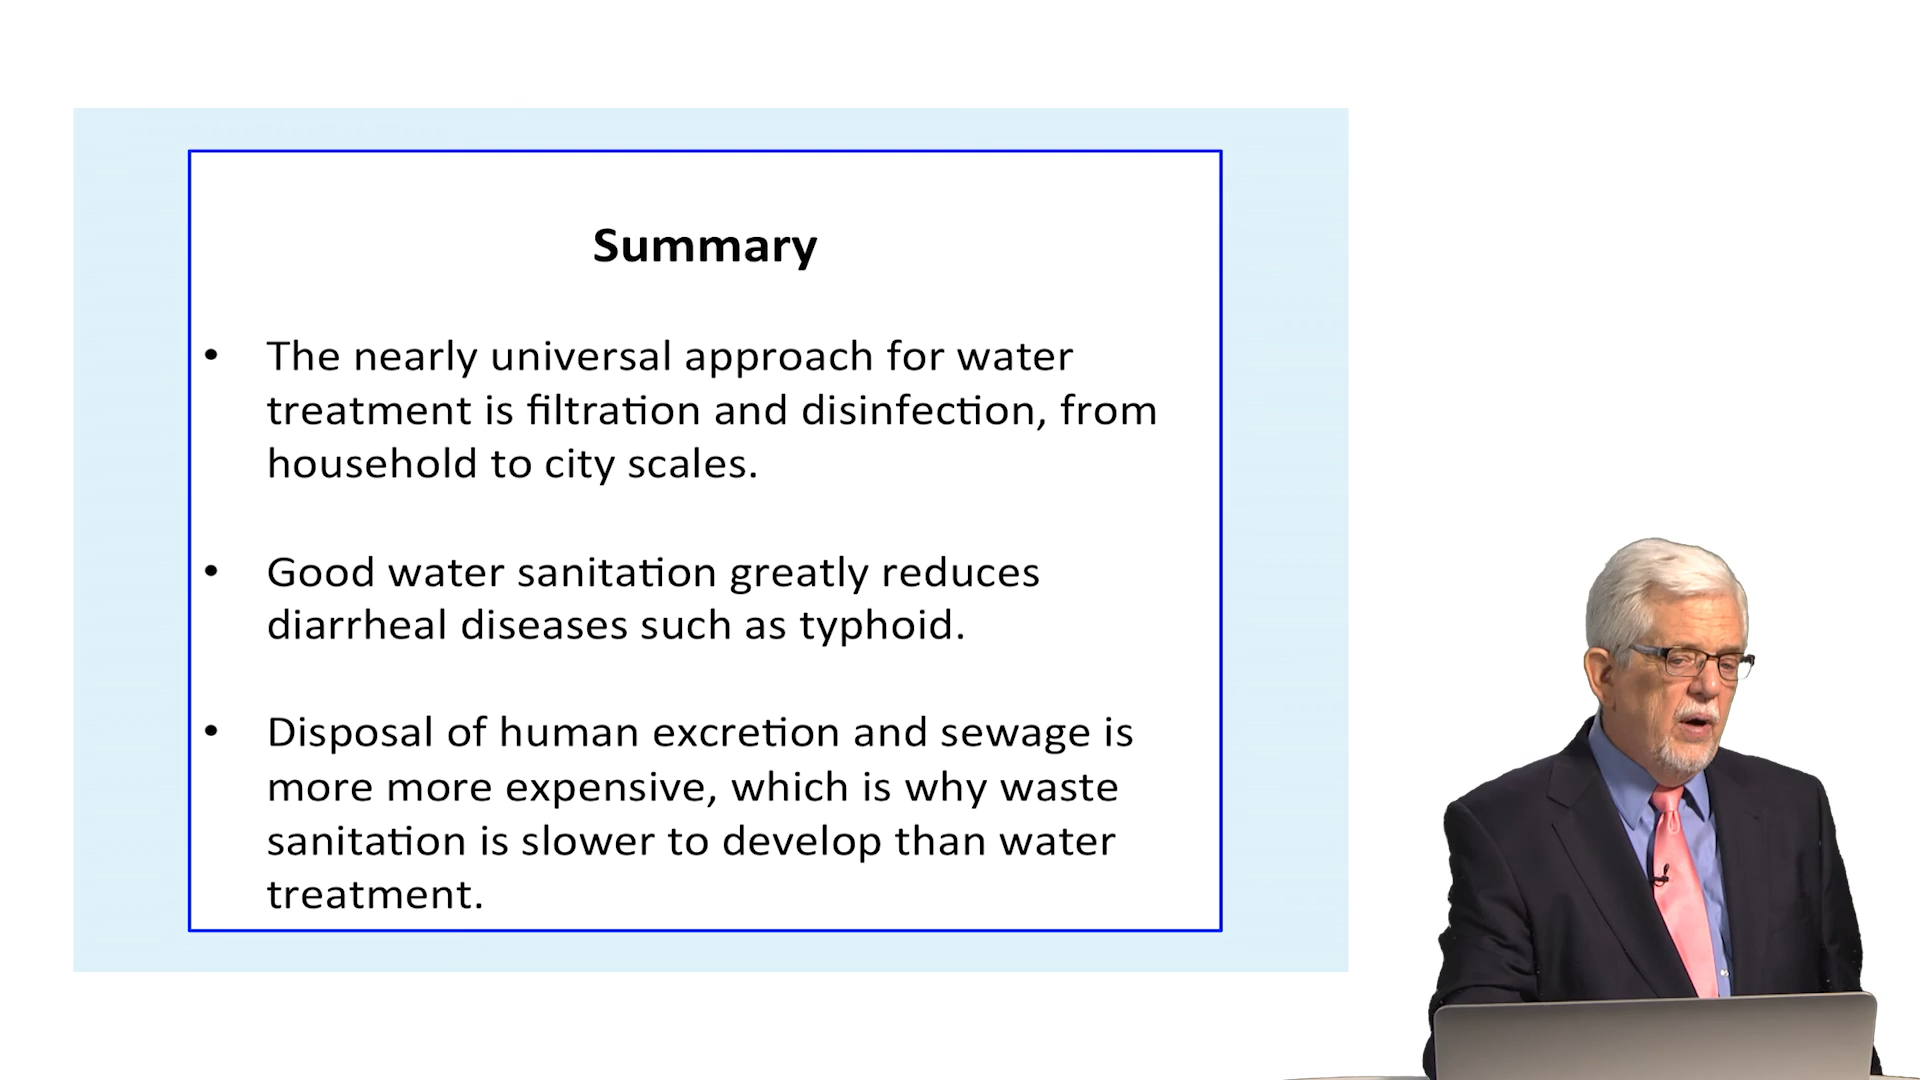 Summary
• The nearly universal approach for water
treatment is filtration and disinfection, from
household to city scales.
• Good water sanitation greatly reduces
diarrheal diseases such as typhoid.
• Disposal of human excretion and sewage is
more more expensive, which is why waste
sanitation is slower to develop than water
treatment.